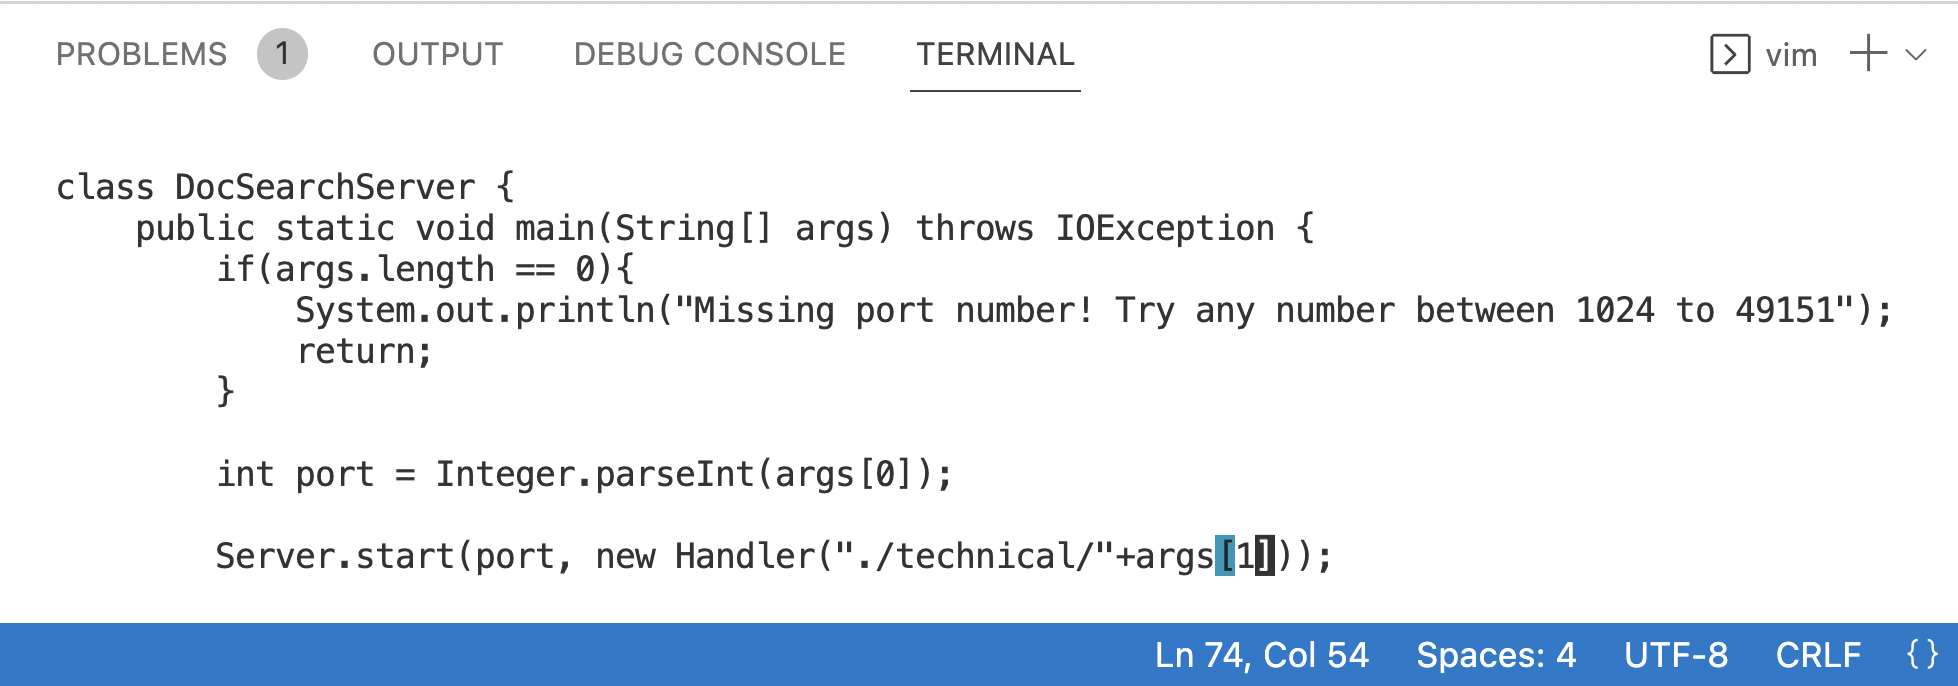 PROBLEMS 1 OUTPUT DEBUG CONSOLE TERMINAL vim
class DocSearchServer {
    public static void main(String[] args) throws IOException {
        if(args.length == 0){
            System.out.println("Missing port number! Try any number between 1024 to 49151");
            return;
        }
        int port = Integer.parseInt(args[0]);
        Server.start(port, new Handler("./technical/"+args[1]));
Ln 74, Col 54 Spaces: 4 UTF-8 CRLF {}